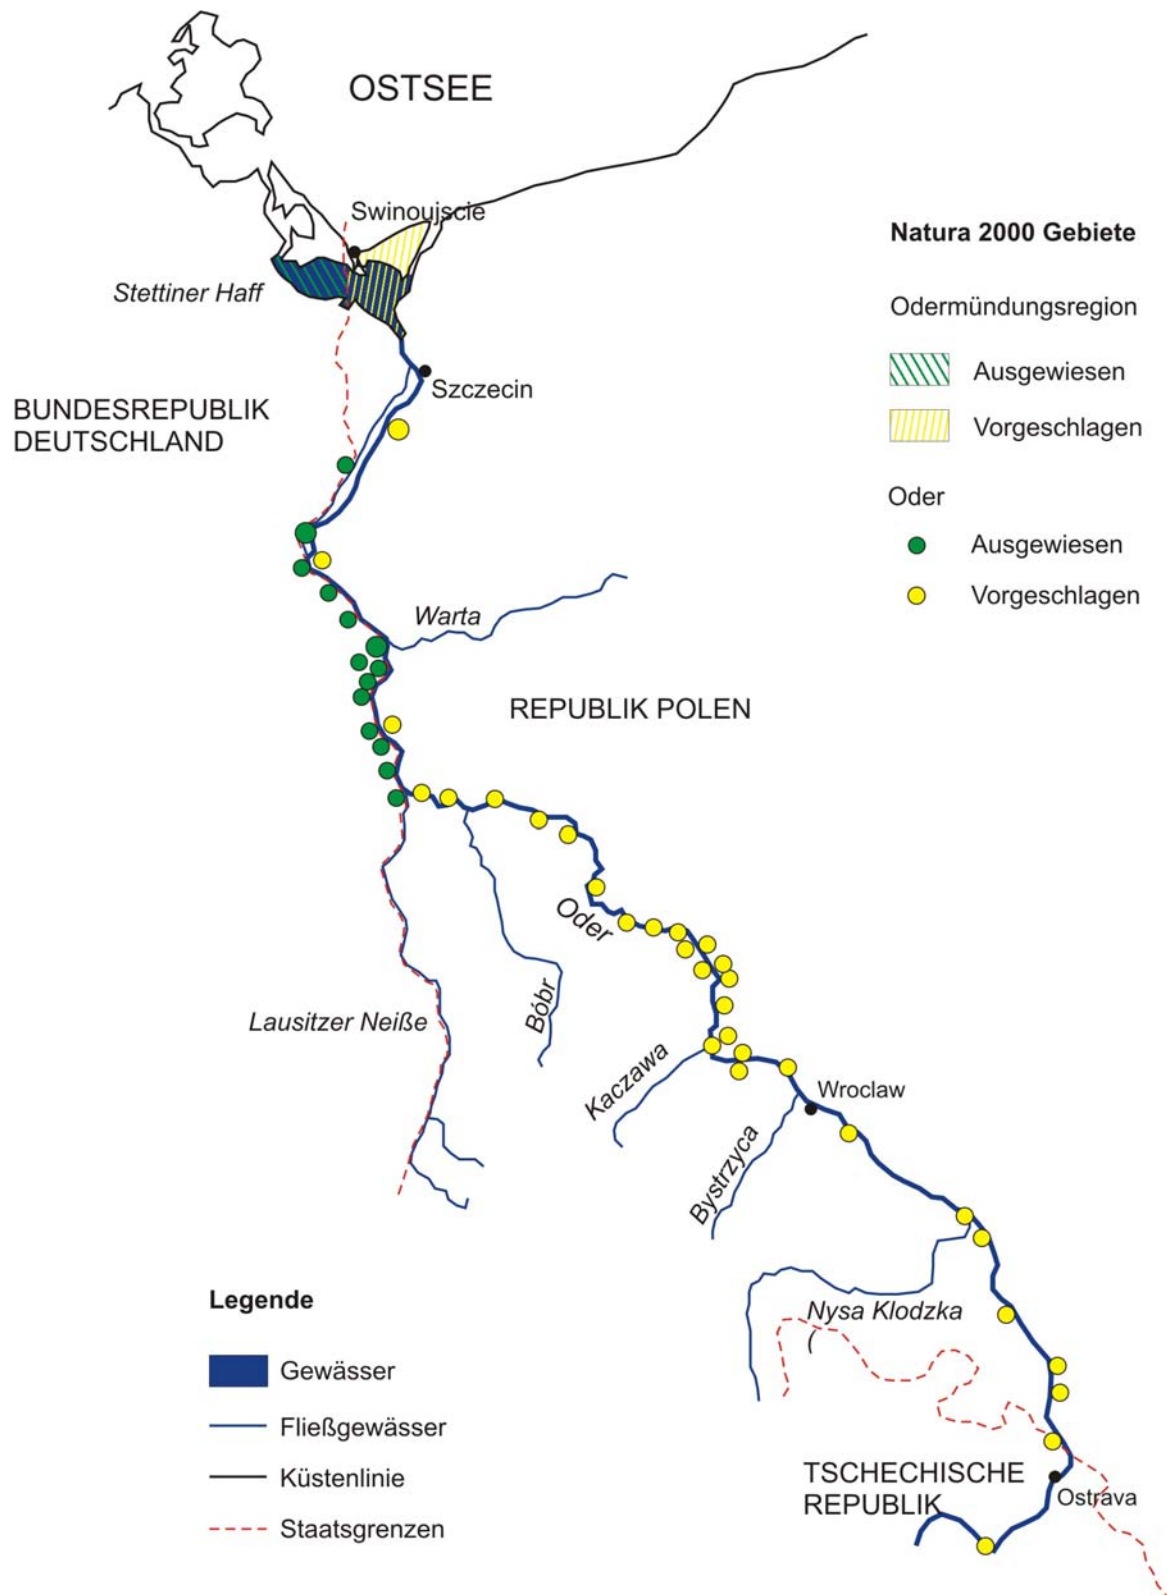 OSTSEE
Swinoujscie
Natura 2000 Gebiete
Stettiner Haff
Odermündungsregion
Ausgewiesen
Szczecin
BUNDESREPUBLIK
DEUTSCHLAND
Vorgeschlagen
Oder
Ausgewiesen
Vorgeschlagen
Warta
REPUBLIK POLEN
Oder
Bóbr
Lausitzer Neiße
Kaczawa
Wroclaw
Bystrzyca
Legende
Nysa Klodzka
Gewässer
Fließgewässer
Küstenlinie
Staatsgrenzen
TSCHECHISCHE
REPUBLIK
Ostrava